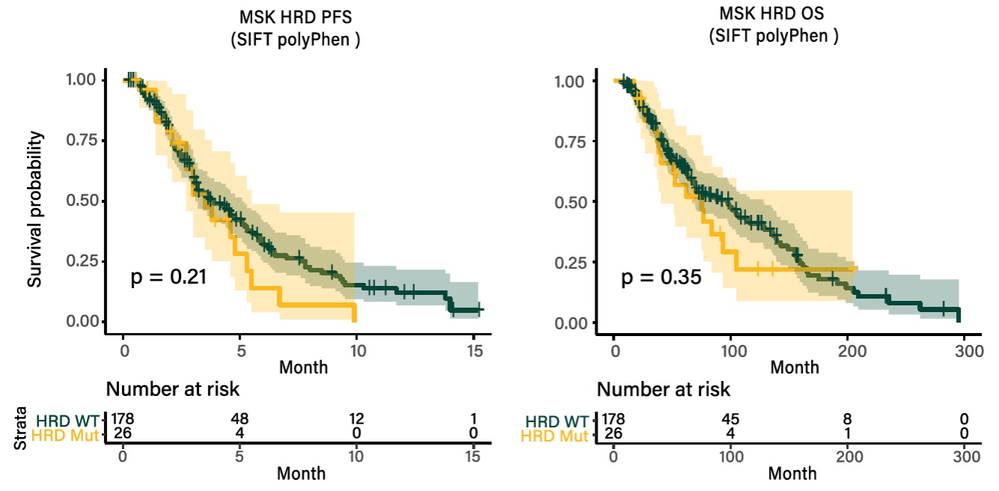 MSK HRD PFS
(SIFT polyPhen )
Survival probability
1.00
0.75
0.50
0.25
0.00
p = 0.21
0 5 10 15
Month
Number at risk
Strata
HRD WT 178 48 12 1
HRD Mut 26 4 0 0
0 5 10 15
Month
MSK HRD OS
(SIFT polyPhen )
1.00
0.75
0.50
0.25
0.00
p = 0.35
0 100 200 300
Month
Number at risk
HRD WT 178 45 8 0
HRD Mut 26 4 1 0
0 100 200 300
Month